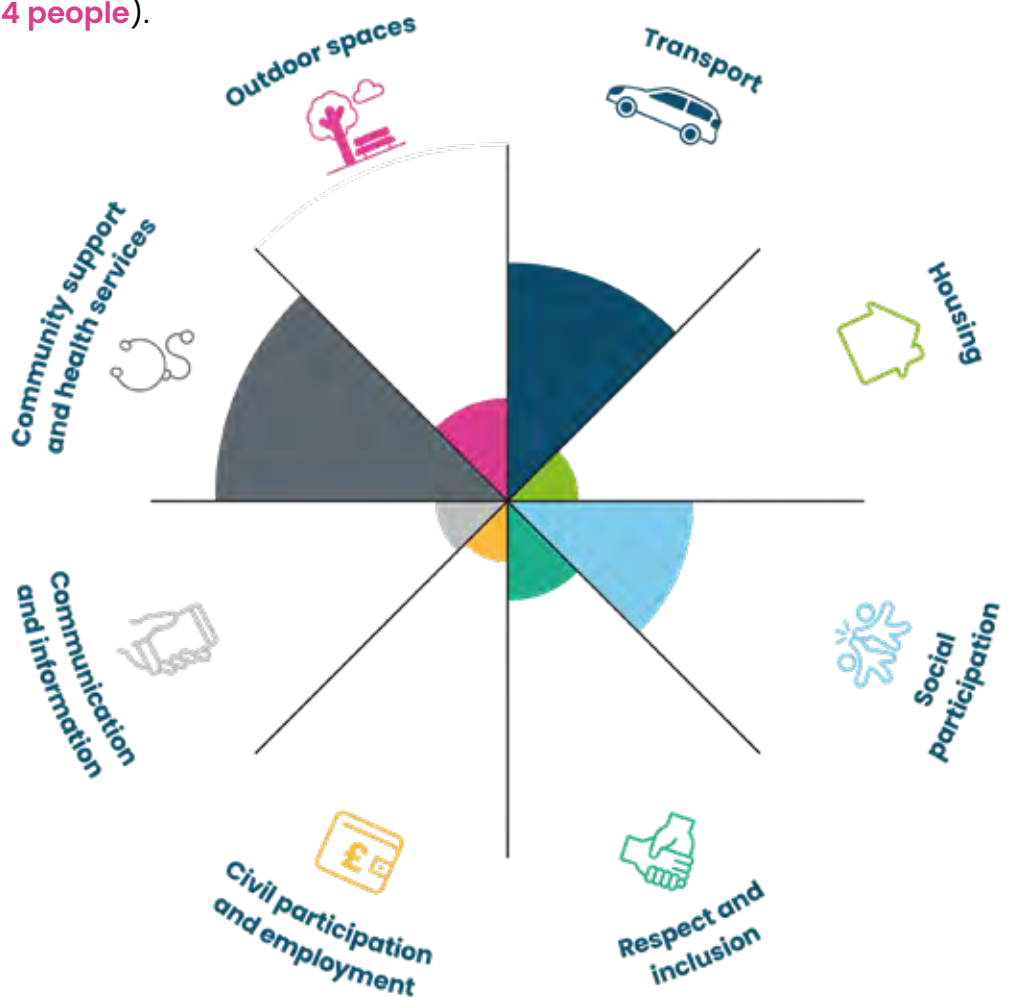 4 people).
Outdoor spaces
Transport
Housing
Social
participation
Respect and
inclusion
£
Civil participation
and employment
Communication
and information
Community support
and health services